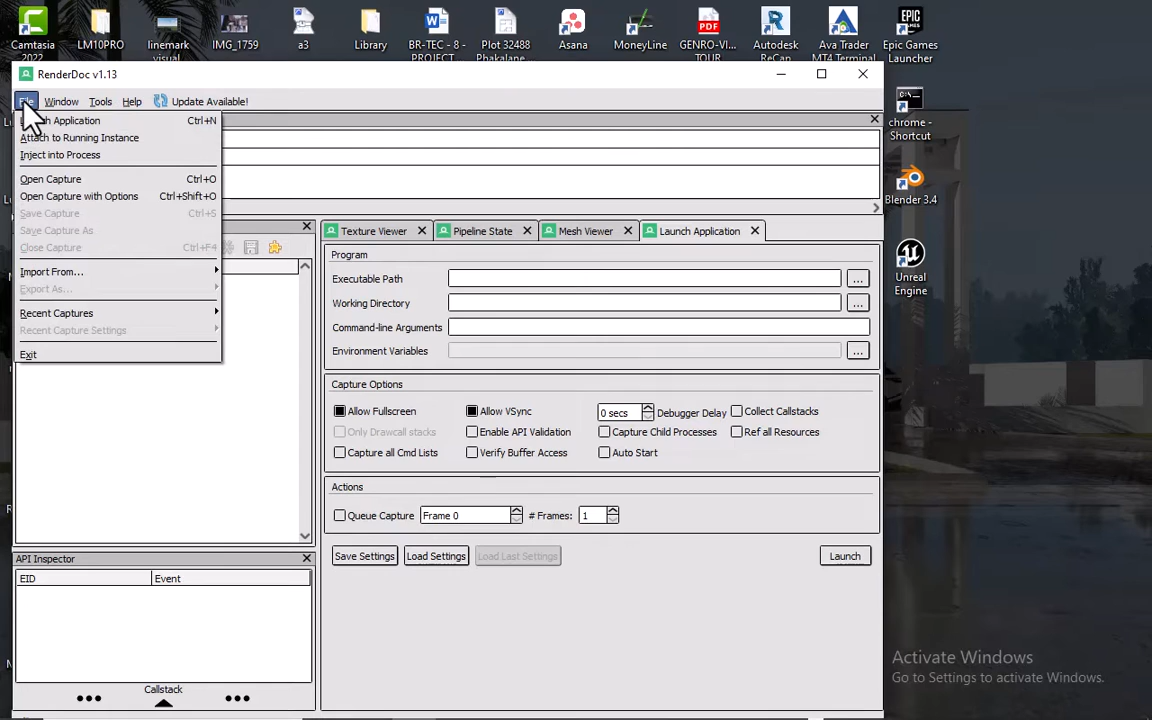 Camtasia 2022
LM10PRO
linemark visual
IMG_1759
a3
Library
BR-TEC - 8 - PROJECT
Plot 32488 Phakalane
Asana
MoneyLine
GENRO-VI... TOUR
Autodesk ReCap
Ava Trader MT4 Terminal
Epic Games Launcher
RenderDoc v1.13
Window Tools Help Update Available!
Application Ctrl+N
Attach to Running Instance
Inject into Process
Open Capture Ctrl+O
Open Capture with Options Ctrl+Shift+O
Save Capture Ctrl+S
Save Capture As
Close Capture Ctrl+F4
Import From...
Export As...
Recent Captures
Recent Capture Settings
Exit
chrome - Shortcut
Blender 3.4
Unreal Engine
Texture Viewer Pipeline State Mesh Viewer Launch Application
Program
Executable Path ...
Working Directory ...
Command-line Arguments
Environment Variables ...
Capture Options
Allow Fullscreen Allow VSync 0 secs Debugger Delay Collect Callstacks
Only Drawcall stacks Enable API Validation Capture Child Processes Ref all Resources
Capture all Cmd Lists Verify Buffer Access Auto Start
Actions
Queue Capture Frame 0 # Frames: 1
Save Settings Load Settings Load Last Settings Launch
API Inspector
EID Event
Callstack
Activate Windows
Go to Settings to activate Windows.